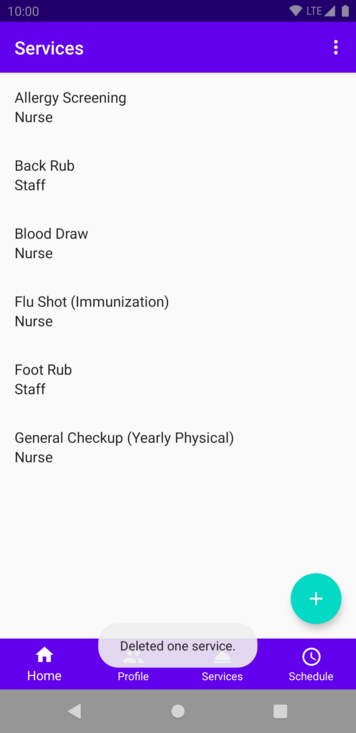 10:00
LTE
Services
Allergy Screening
Nurse
Back Rub
Staff
Blood Draw
Nurse
Flu Shot (Immunization)
Nurse
Foot Rub
Staff
General Checkup (Yearly Physical)
Nurse
+
Deleted one service.
Home
Profile
Services
Schedule